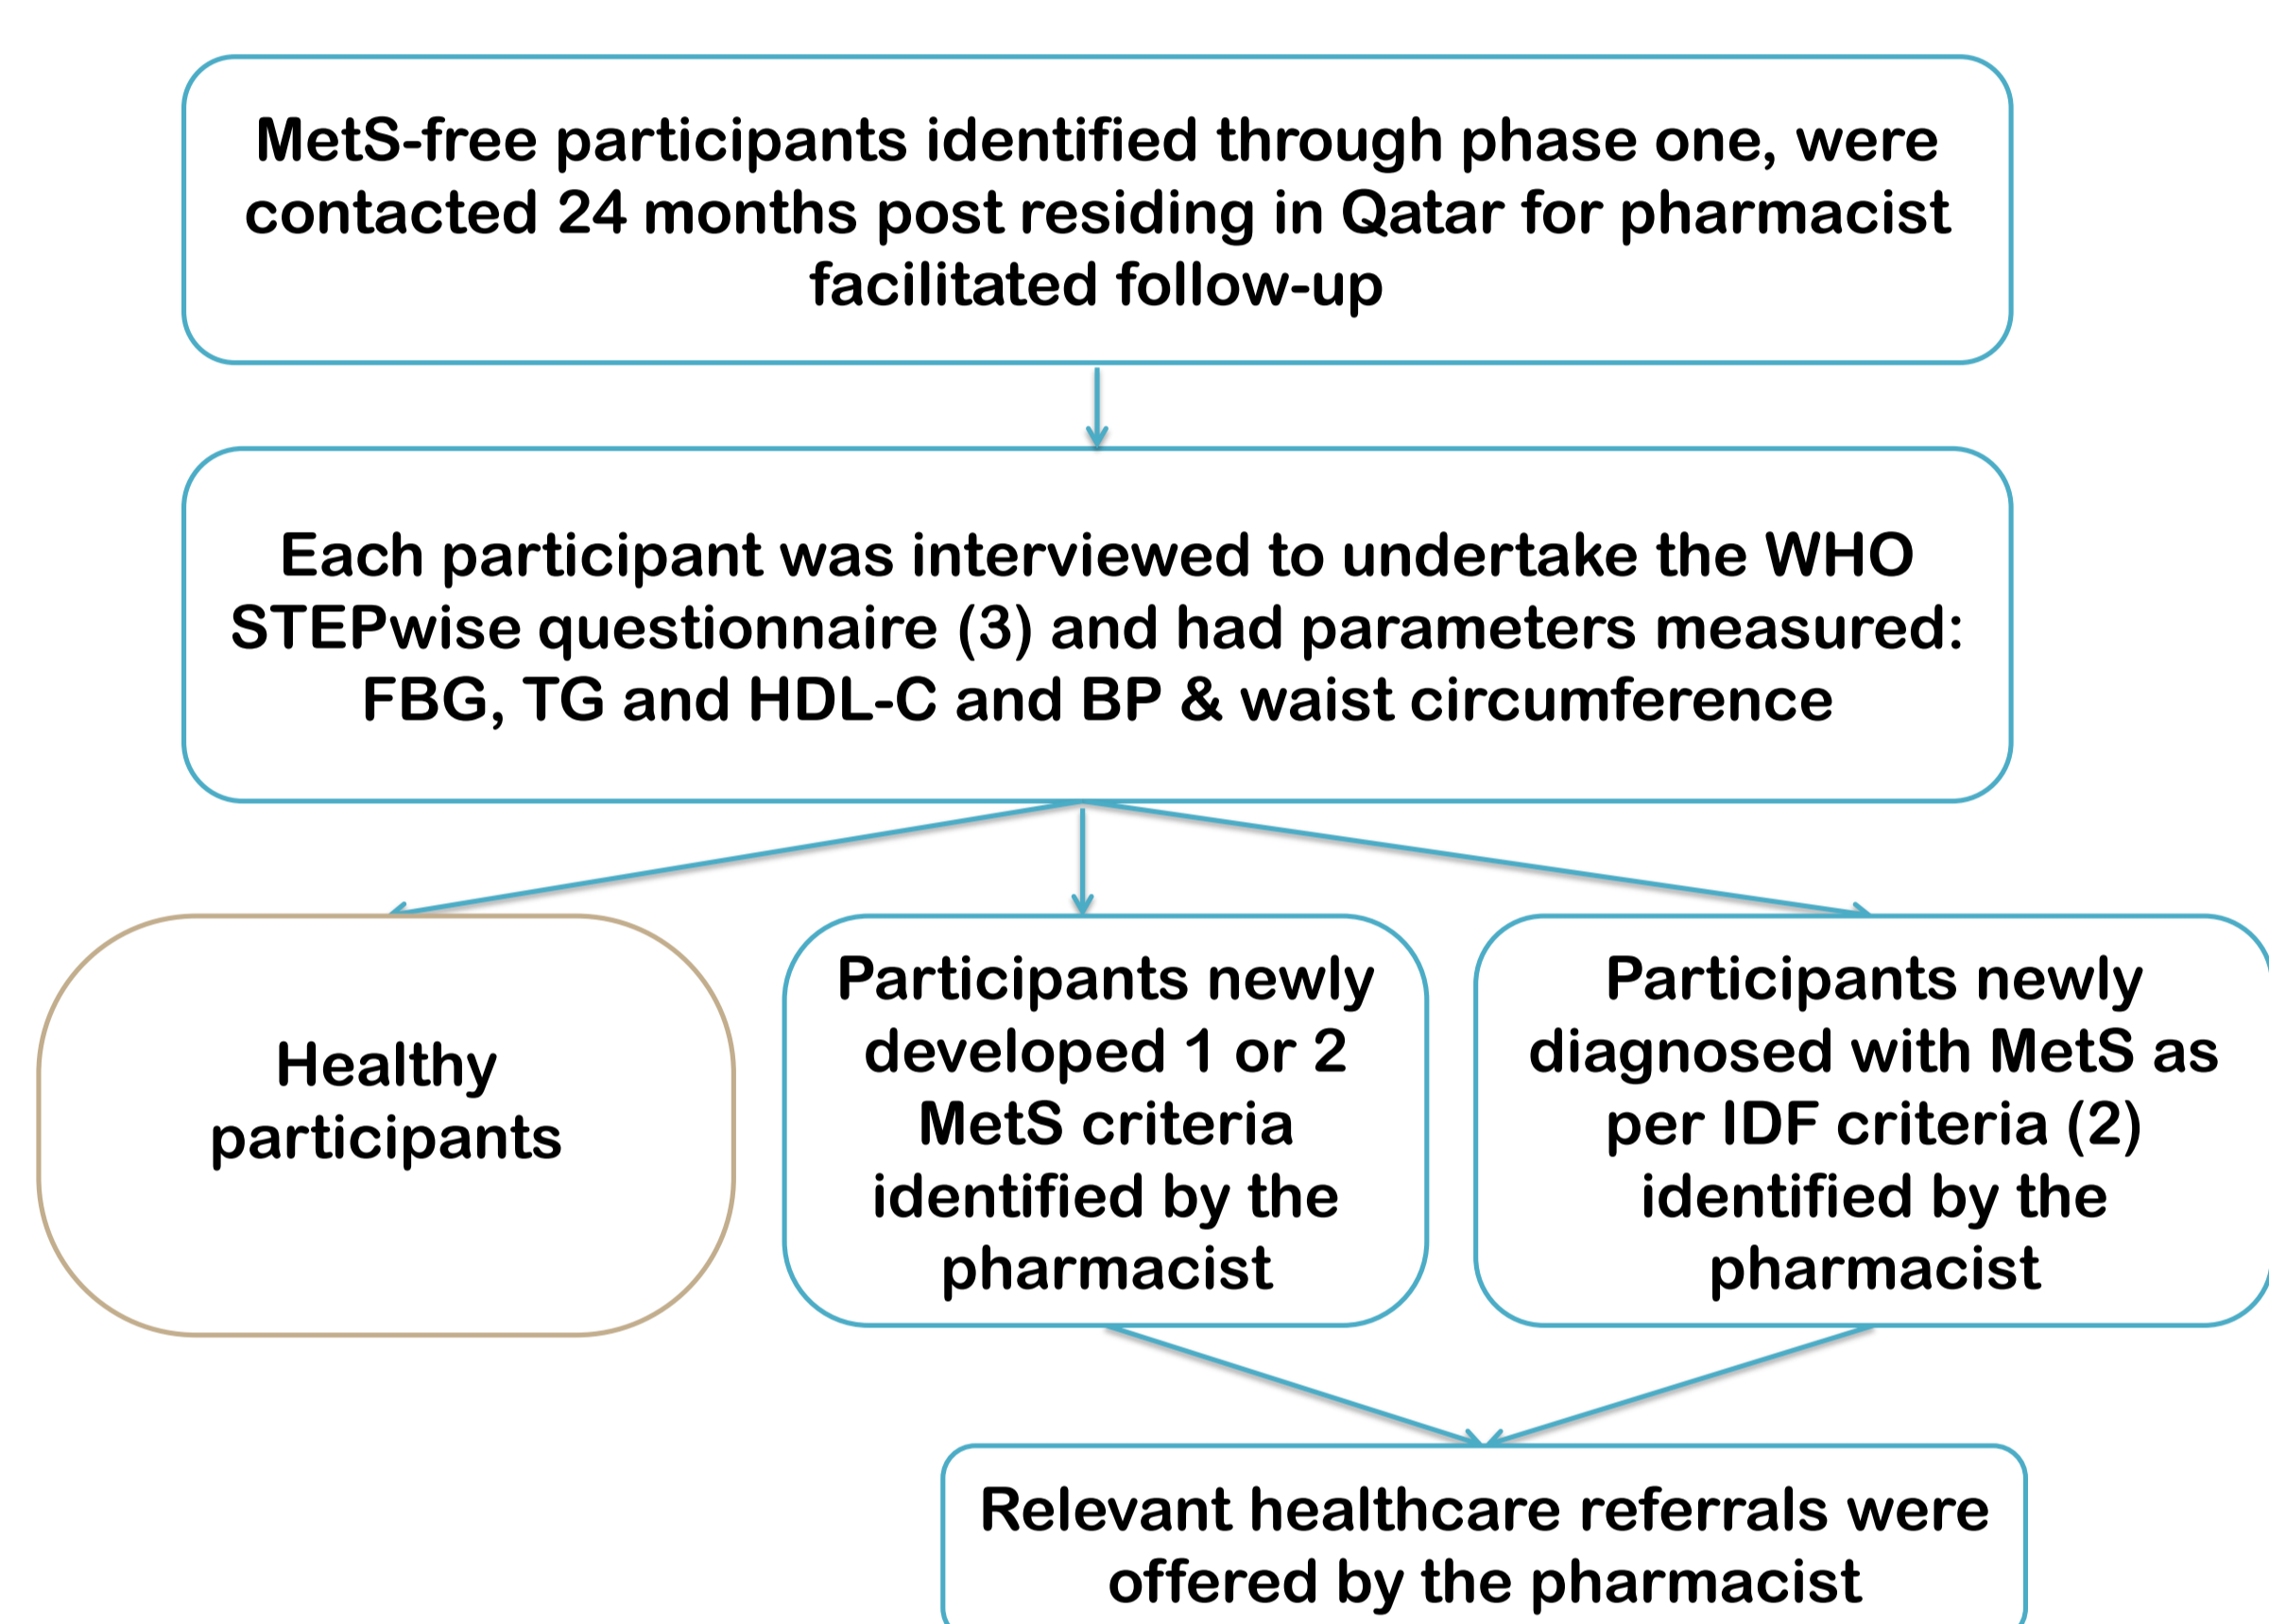 MetS-free participants identified through phase one, were
contacted 24 months post residing in Qatar for pharmacist
facilitated follow-up
Each participant was interviewed to undertake the WHO
STEPwise questionnaire (3) and had parameters measured:
FBG, TG and HDL-C and BP & waist circumference
Healthy
participants
Participants newly
developed 1 or 2
MetS criteria
identified by the
pharmacist
Participants newly
diagnosed with MetS as
per IDF criteria (2)
identified by the
pharmacist
Relevant healthcare referrals were
offered by the pharmacist